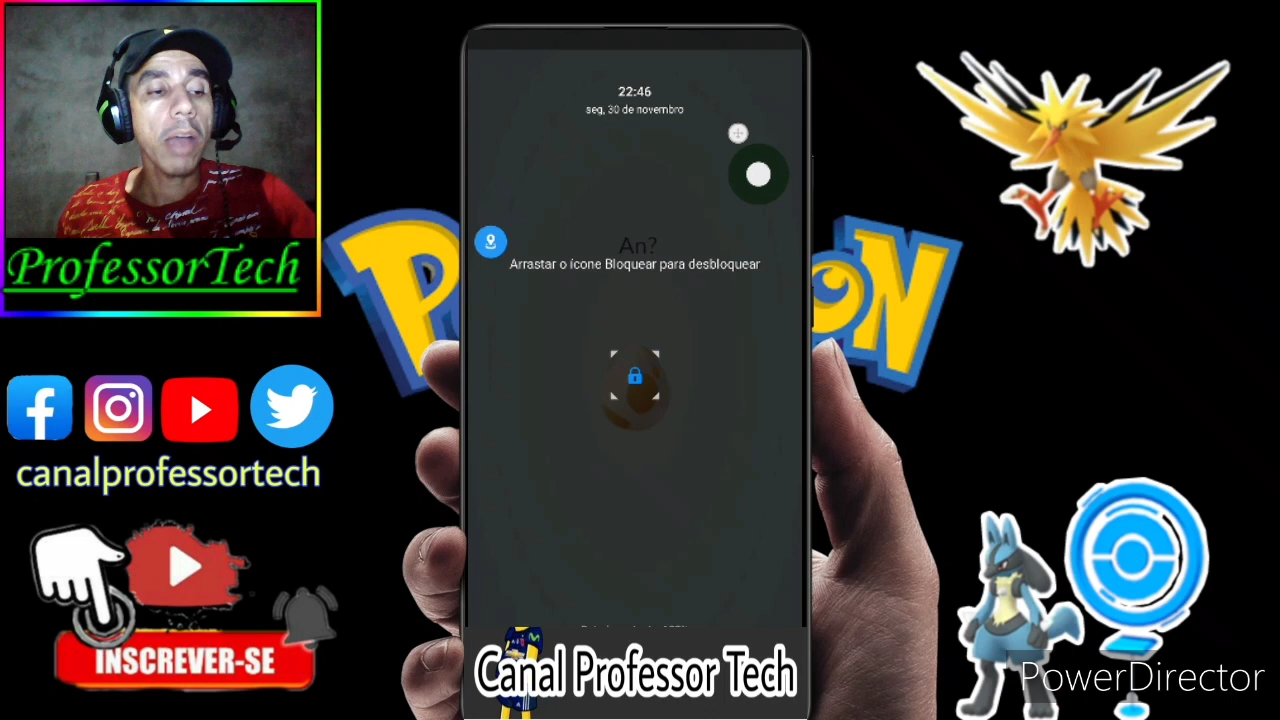 22:46
seg, 30 de novembro
An?
Arrastar o ícone Bloquear para desbloquear
ProfessorTech
canalprofessortech
INSCREVER-SE
Canal Professor Tech
PowerDirector